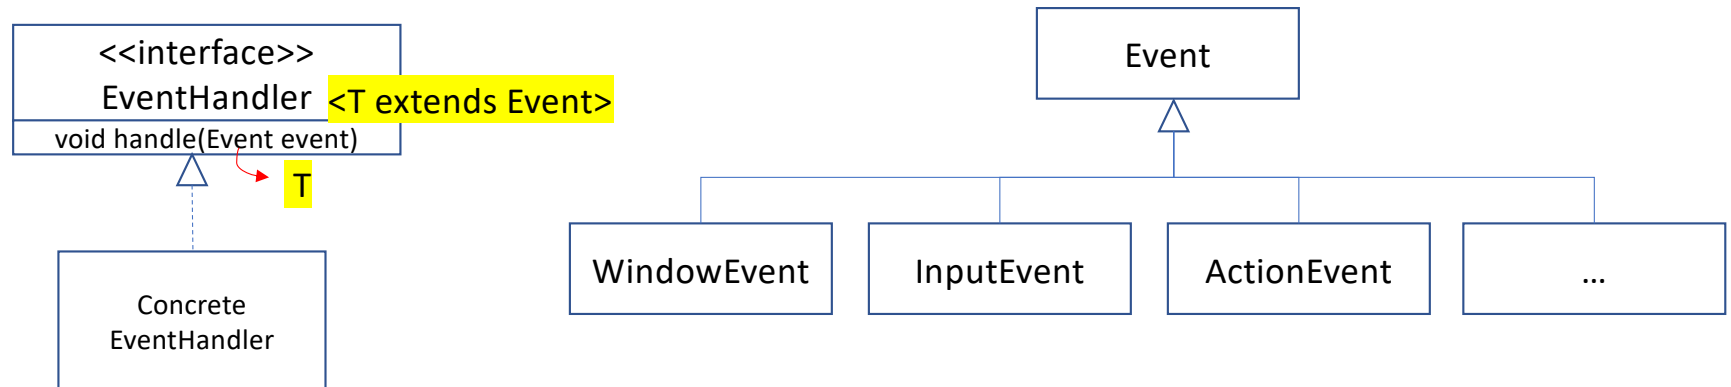 <<interface>>
EventHandler <T extends Event>
void handle(Event event)
T
Concrete
EventHandler
Event
WindowEvent
InputEvent
ActionEvent
...